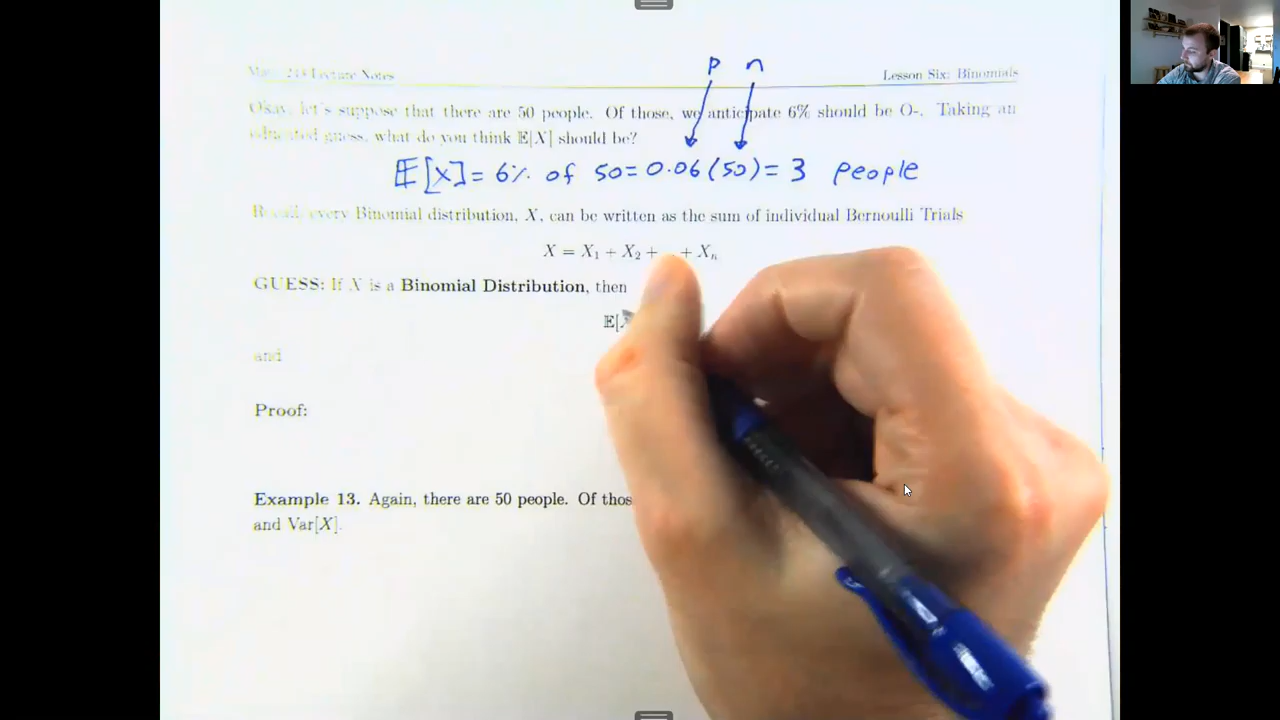 p n
Lecture Notes Lesson Six: Binomials
Okay, let's suppose that there are 50 people. Of those, we anticipate 6% should be O-. Taking an
educated guess, what do you think 𝔼[X] should be?
𝔼[X] = 6% of 50 = 0.06(50) = 3 people
Recall every Binomial distribution, X, can be written as the sum of individual Bernoulli Trials
X = X₁ + X₂ + + Xₙ
GUESS: If X is a Binomial Distribution, then
𝔼[
and
Proof:
Example 13. Again, there are 50 people. Of
and Var[X].